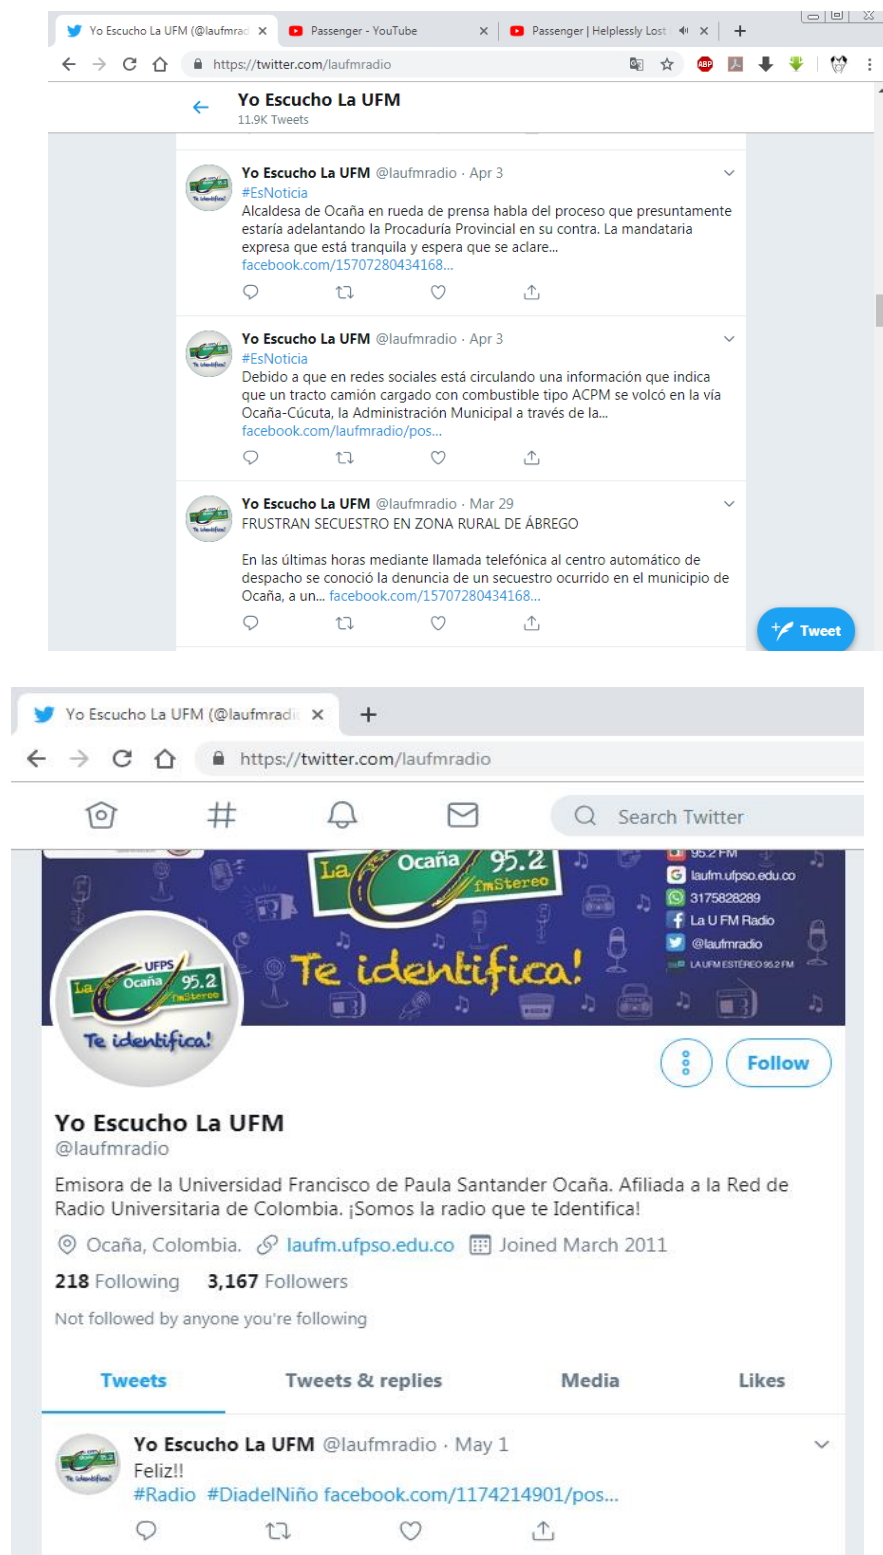 Yo Escucho La UFM (@laufmrad
Passenger - YouTube
Passenger | Helplessly Lost
https://twitter.com/laufmradio
ABP
Yo Escucho La UFM
11.9K Tweets
Yo Escucho La UFM @laufmradio · Apr 3
#EsNoticia
Alcaldesa de Ocaña en rueda de prensa habla del proceso que presuntamente
estaría adelantando la Procaduría Provincial en su contra. La mandataria
expresa que está tranquila y espera que se aclare...
facebook.com/15707280434168...
Yo Escucho La UFM @laufmradio · Apr 3
#EsNoticia
Debido a que en redes sociales está circulando una información que indica
que un tracto camión cargado con combustible tipo ACPM se volcó en la vía
Ocaña-Cúcuta, la Administración Municipal a través de la...
facebook.com/laufmradio/pos...
Yo Escucho La UFM @laufmradio · Mar 29
FRUSTRAN SECUESTRO EN ZONA RURAL DE ÁBREGO
En las últimas horas mediante llamada telefónica al centro automático de
despacho se conoció la denuncia de un secuestro ocurrido en el municipio de
Ocaña, a un... facebook.com/15707280434168...
Tweet
Yo Escucho La UFM (@laufmradi
https://twitter.com/laufmradio
Search Twitter
La Ocaña 95.2
fmStereo
Te identifica!
95.2 FM
laufm.ufpso.edu.co
3175828289
La U FM Radio
@laufmradio
LA UFM ESTÉREO 95.2 FM
UFPS
La Ocaña 95.2
fmStereo
Te identifica!
Follow
Yo Escucho La UFM
@laufmradio
Emisora de la Universidad Francisco de Paula Santander Ocaña. Afiliada a la Red de
Radio Universitaria de Colombia. ¡Somos la radio que te Identifica!
Ocaña, Colombia. laufm.ufpso.edu.co Joined March 2011
218 Following 3,167 Followers
Not followed by anyone you're following
Tweets Tweets & replies Media Likes
Yo Escucho La UFM @laufmradio · May 1
Feliz!!
#Radio #DiadelNiño facebook.com/1174214901/pos...